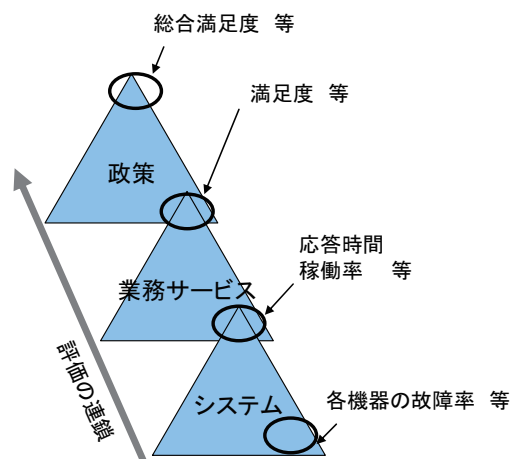 総合満足度　等
満足度　等
政策
応答時間
稼働率　等
業務サービス
評価の連鎖
システム
各機器の故障率　等